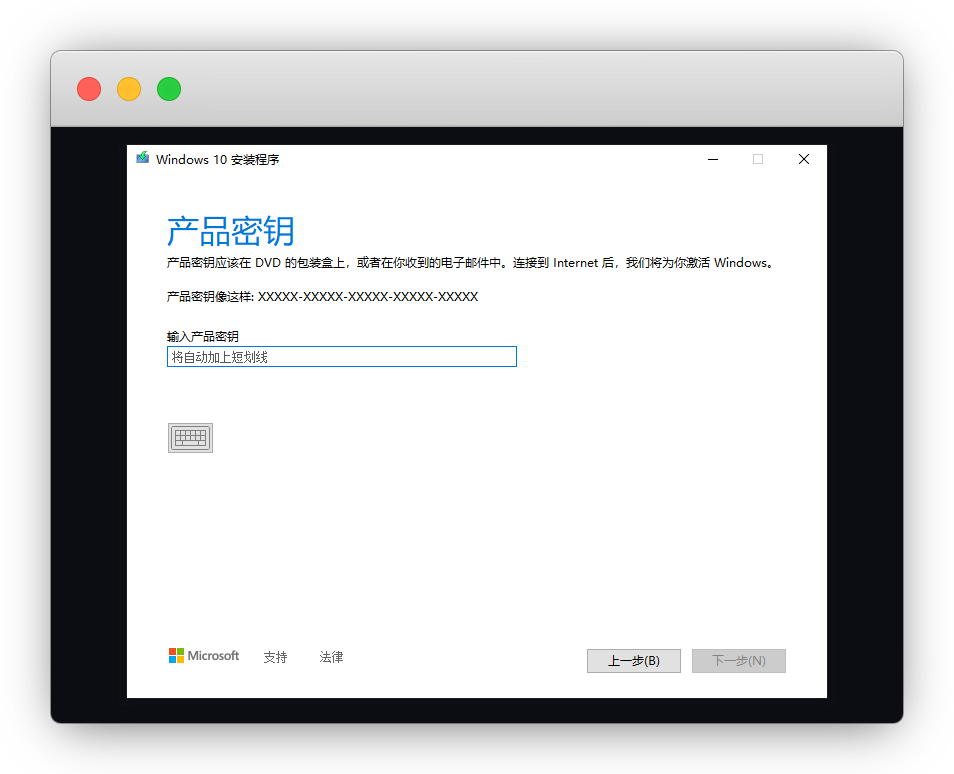 Windows 10 安装程序
产品密钥
产品密钥应该在 DVD 的包装盒上，或者在你收到的电子邮件中。连接到 Internet 后，我们将为你激活 Windows。
产品密钥像这样: XXXXX-XXXXX-XXXXX-XXXXX-XXXXX
输入产品密钥
将自动加上短划线
Microsoft 支持 法律 上一步(B) 下一步(N)